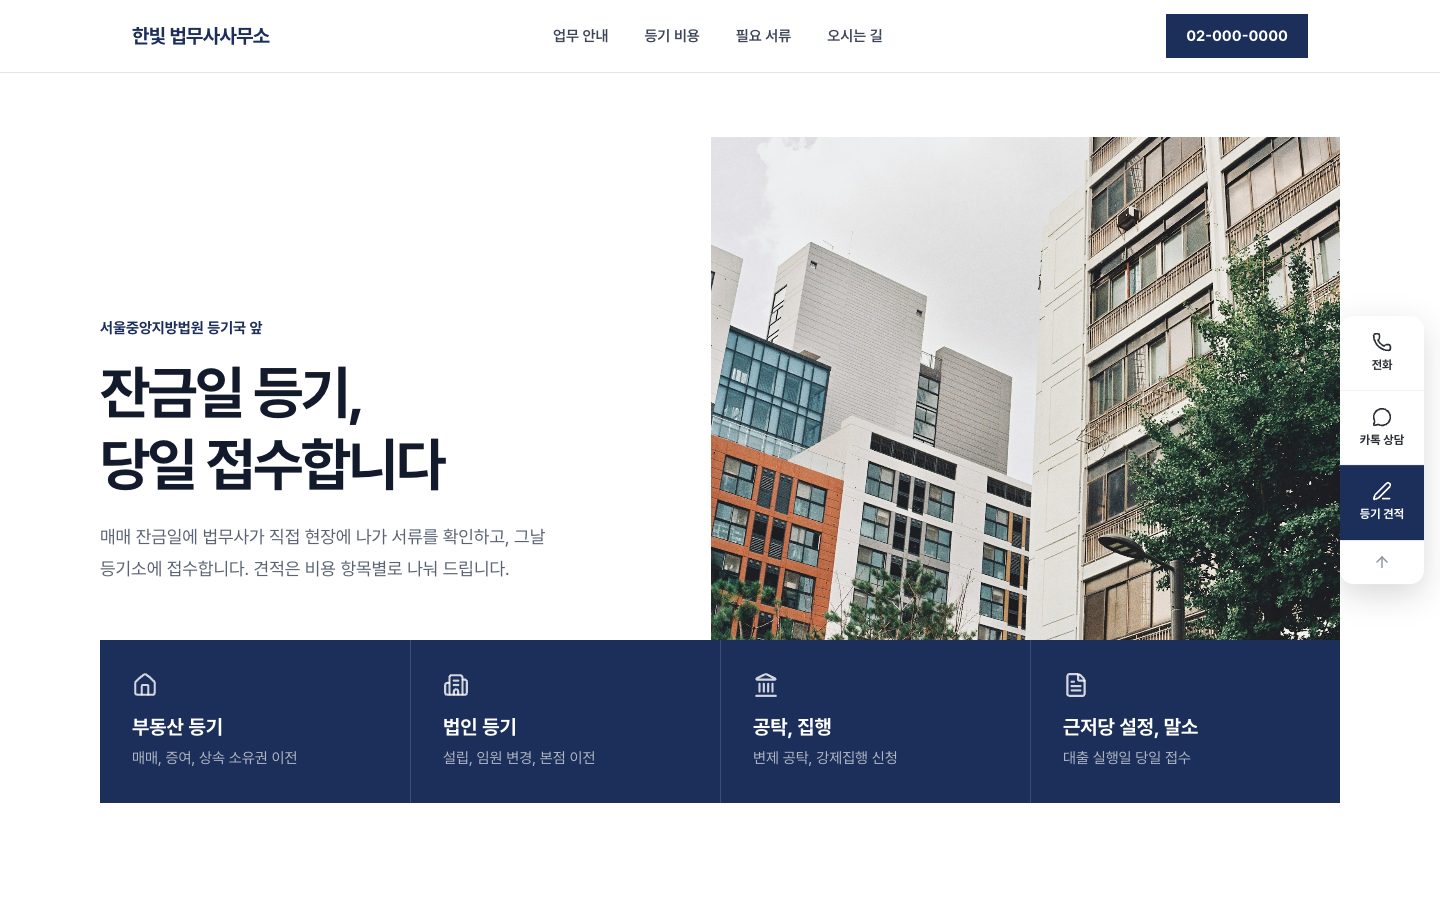 한빛 법무사사무소
업무 안내
등기 비용
필요 서류
오시는 길
02-000-0000
서울중앙지방법원 등기국 앞
잔금일 등기,
당일 접수합니다
매매 잔금일에 법무사가 직접 현장에 나가 서류를 확인하고, 그날
등기소에 접수합니다. 견적은 비용 항목별로 나눠 드립니다.
전화
카톡 상담
등기 견적
부동산 등기
매매, 증여, 상속 소유권 이전
법인 등기
설립, 임원 변경, 본점 이전
공탁, 집행
변제 공탁, 강제집행 신청
근저당 설정, 말소
대출 실행일 당일 접수